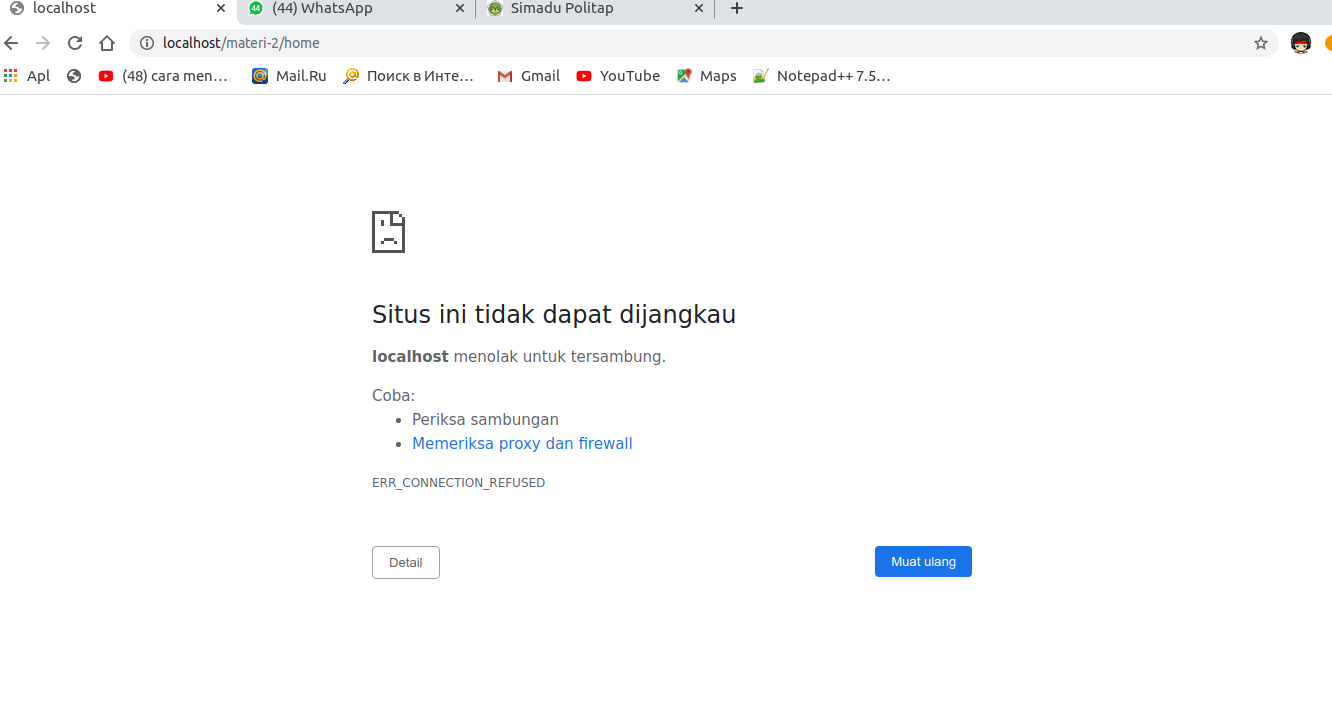 localhost
44
(44) WhatsApp
Simadu Politap
localhost/materi-2/home
Apl
(48) cara men...
Mail.Ru
Поиск в Инте...
Gmail
YouTube
Maps
Notepad++ 7.5...
Situs ini tidak dapat dijangkau
localhost menolak untuk tersambung.
Coba:
Periksa sambungan
Memeriksa proxy dan firewall
ERR_CONNECTION_REFUSED
Detail
Muat ulang